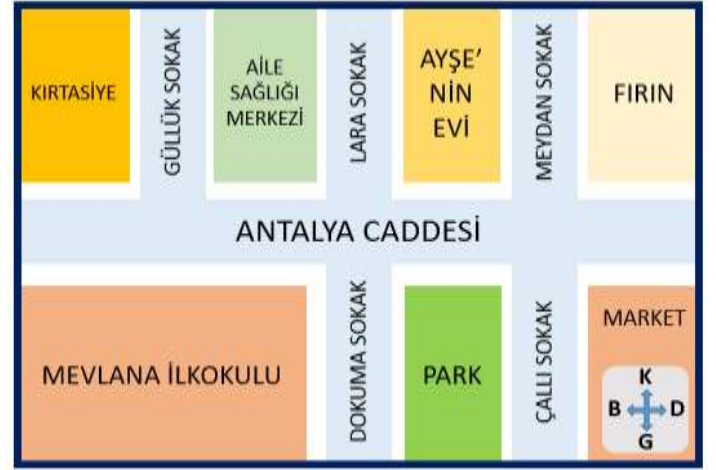 KIRTASİYE
GÜLLÜK SOKAK
AİLE
SAĞLIĞI
MERKEZİ
LARA SOKAK
AYŞE'
NİN
EVİ
MEYDAN SOKAK
FIRIN
ANTALYA CADDESİ
MEVLANA İLKOKULU
DOKUMA SOKAK
PARK
ÇALLI SOKAK
MARKET
K
B D
G